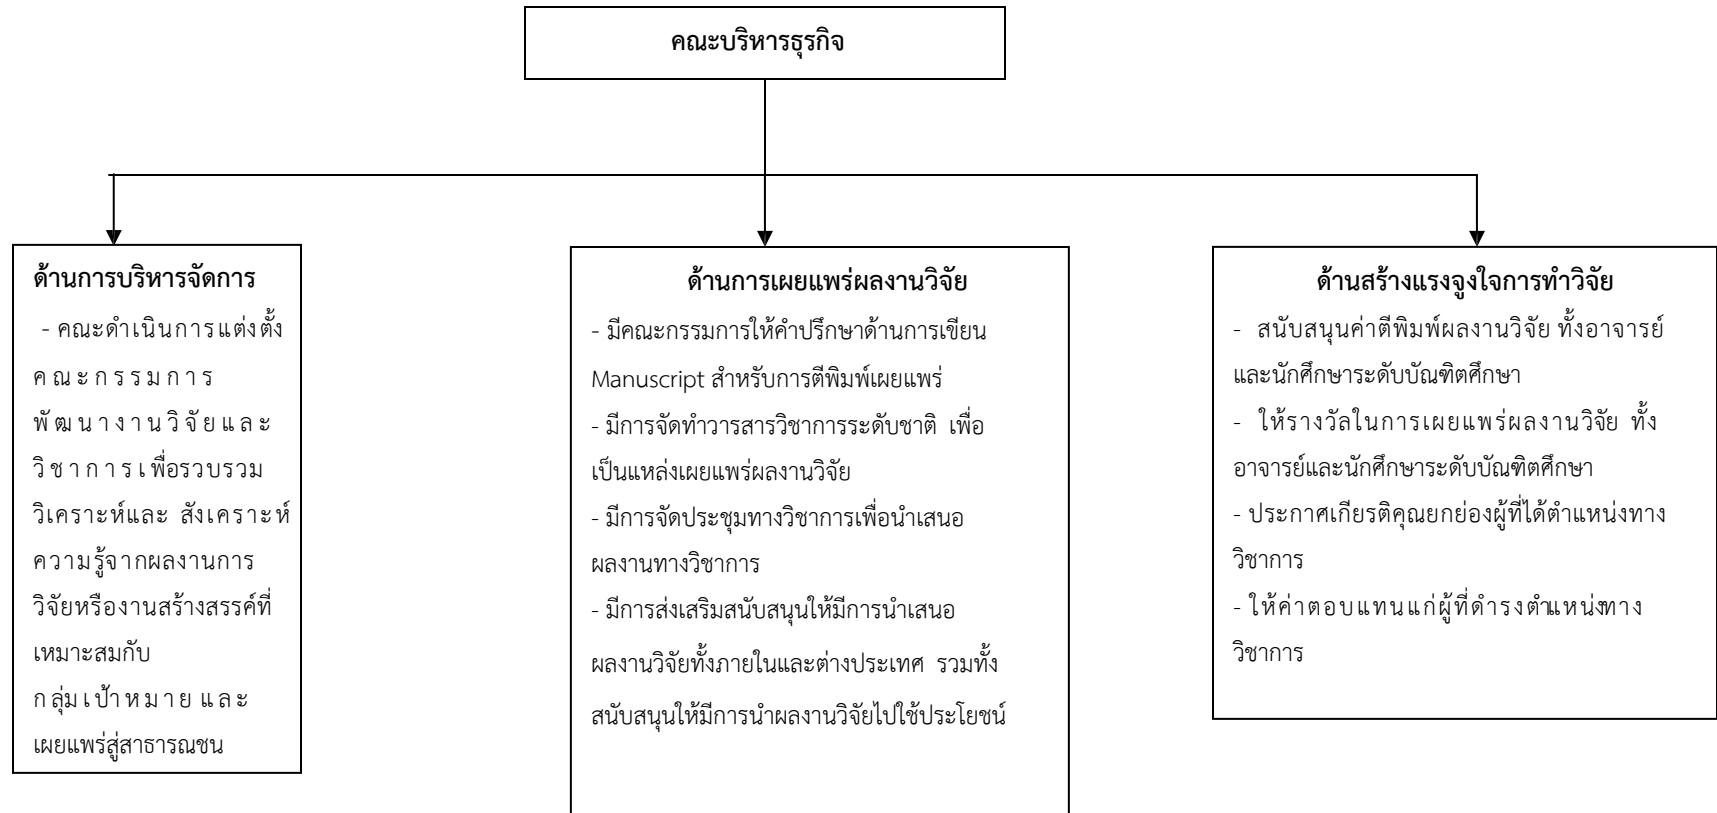 คณะบริหารธุรกิจ
ด้านการบริหารจัดการ
- คณะดำเนินการแต่งตั้ง
คณะกรรมการ
พัฒนางานวิจัยและ
วิชาการเพื่อรวบรวม
วิเคราะห์และ สังเคราะห์
ความรู้จากผลงานการ
วิจัยหรืองานสร้างสรรค์ที่
เหมาะสมกับ
กลุ่มเป้าหมาย และ
เผยแพร่สู่สาธารณชน
ด้านการเผยแพร่ผลงานวิจัย
- มีคณะกรรมการให้คำปรึกษาด้านการเขียน
Manuscript สำหรับการตีพิมพ์เผยแพร่
- มีการจัดทำวารสารวิชาการระดับชาติ เพื่อ
เป็นแหล่งเผยแพร่ผลงานวิจัย
- มีการจัดประชุมทางวิชาการเพื่อนำเสนอ
ผลงานทางวิชาการ
- มีการส่งเสริมสนับสนุนให้มีการนำเสนอ
ผลงานวิจัยทั้งภายในและต่างประเทศ รวมทั้ง
สนับสนุนให้มีการนำผลงานวิจัยไปใช้ประโยชน์
ด้านสร้างแรงจูงใจการทำวิจัย
- สนับสนุนค่าตีพิมพ์ผลงานวิจัย ทั้งอาจารย์
และนักศึกษาระดับบัณฑิตศึกษา
- ให้รางวัลในการเผยแพร่ผลงานวิจัย ทั้ง
อาจารย์และนักศึกษาระดับบัณฑิตศึกษา
- ประกาศเกียรติคุณยกย่องผู้ที่ได้ตำแหน่งทาง
วิชาการ
- ให้ค่าตอบแทนแก่ผู้ที่ดำรงตำแหน่งทาง
วิชาการ